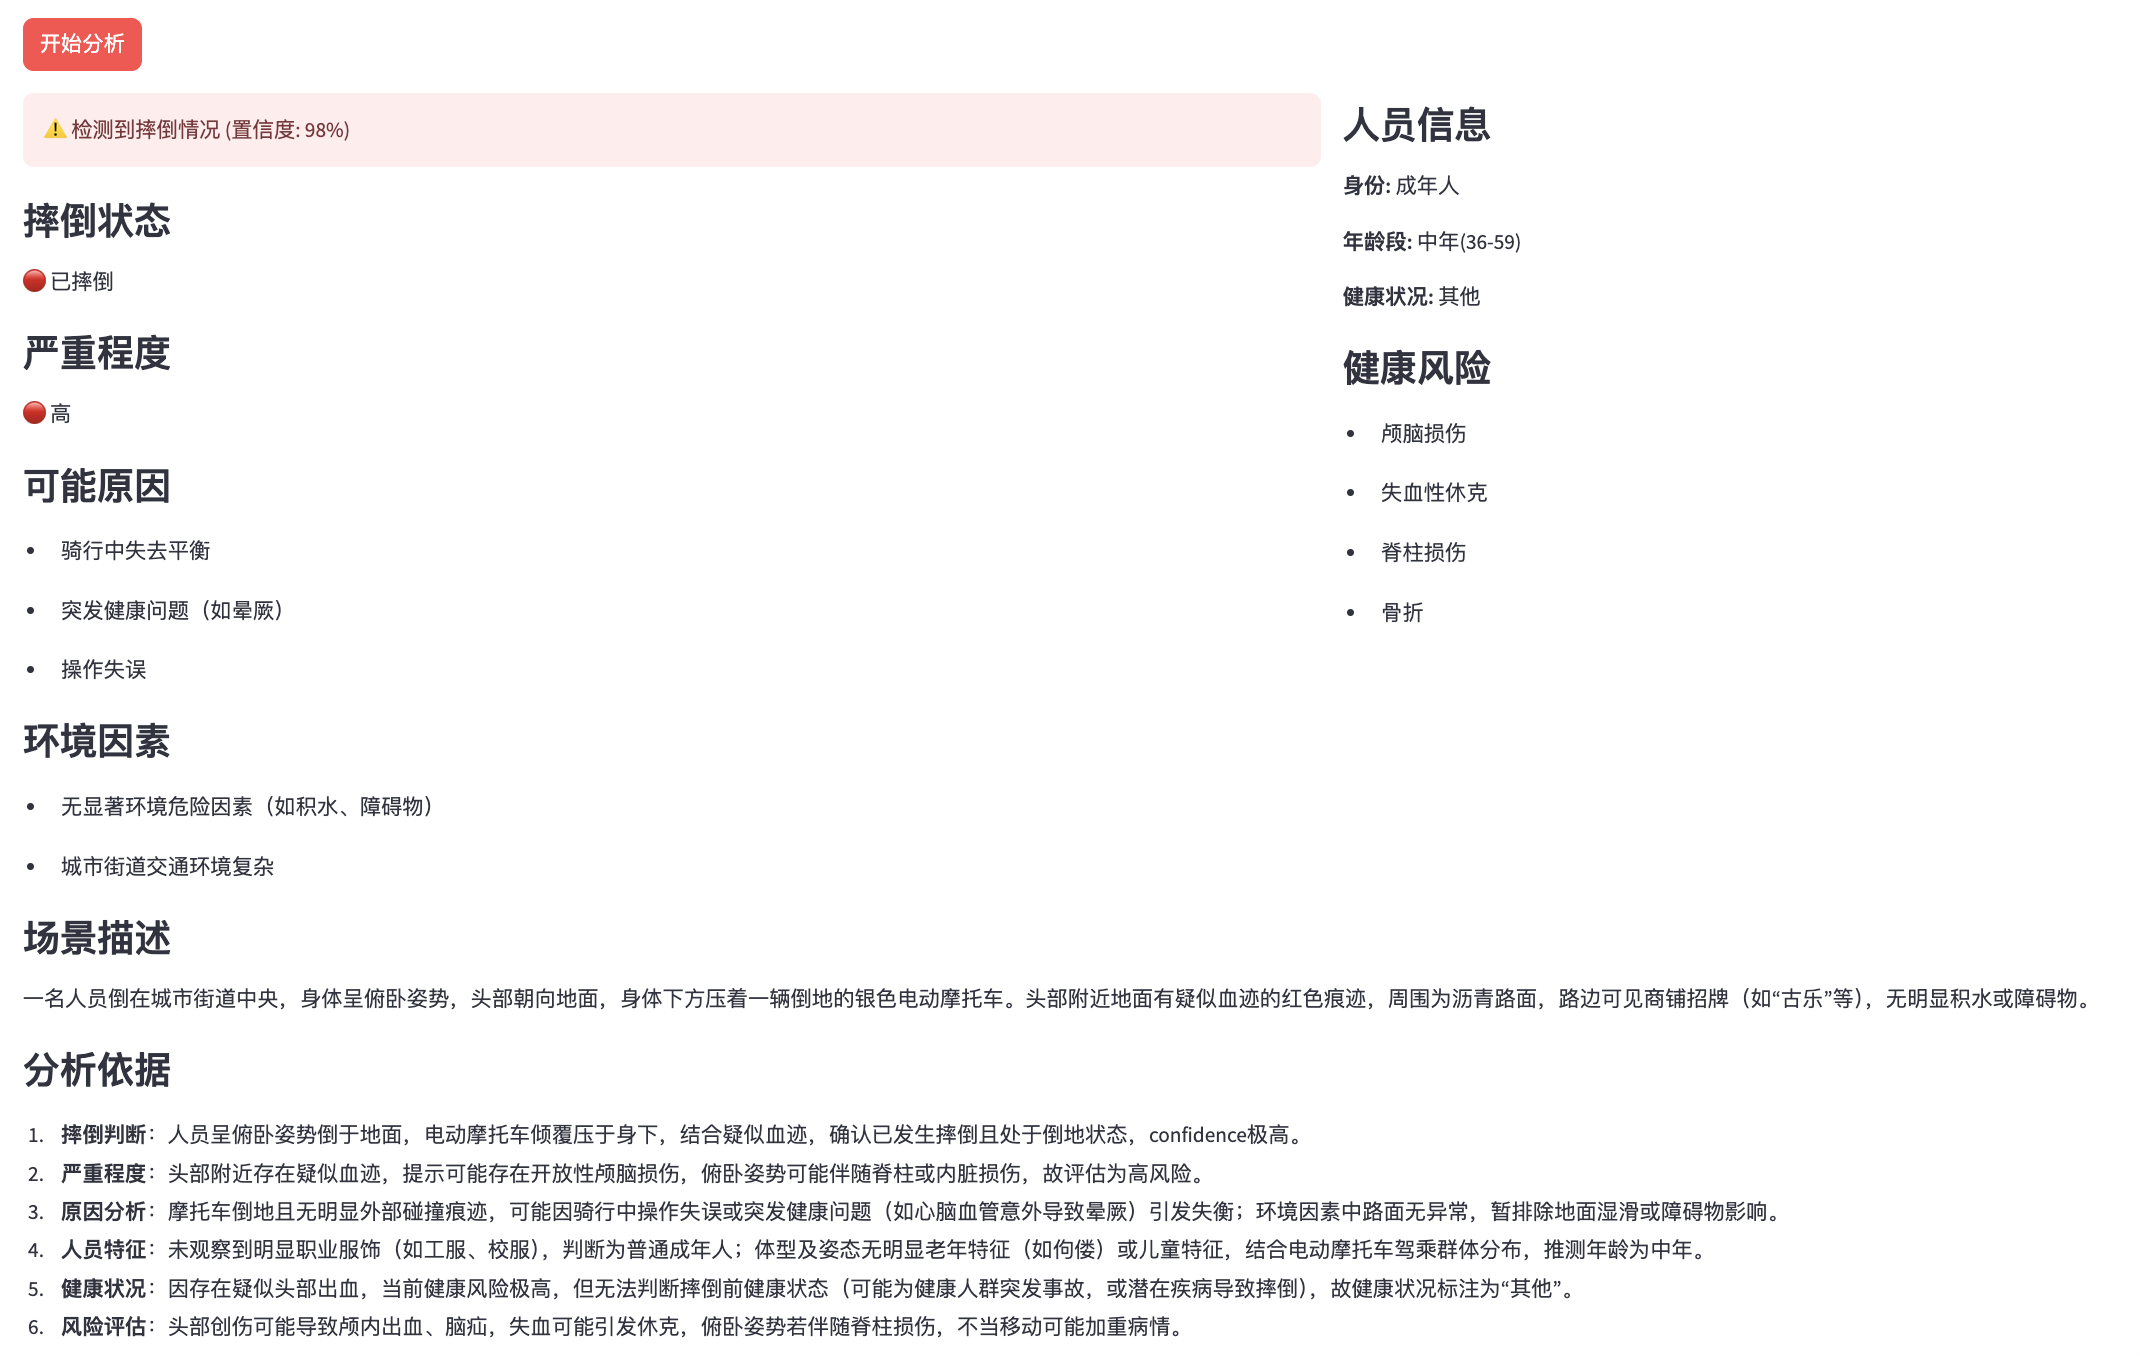 开始分析
⚠️ 检测到摔倒情况 (置信度: 98%)
摔倒状态
🔴 已摔倒
严重程度
🔴 高
可能原因
• 骑行中失去平衡
• 突发健康问题（如晕厥）
• 操作失误
环境因素
• 无显著环境危险因素（如积水、障碍物）
• 城市街道交通环境复杂
人员信息
身份: 成年人
年龄段: 中年(36-59)
健康状况: 其他
健康风险
• 颅脑损伤
• 失血性休克
• 脊柱损伤
• 骨折
场景描述
一名人员倒在城市街道中央，身体呈俯卧姿势，头部朝向地面，身体下方压着一辆倒地的银色电动摩托车。头部附近地面有疑似血迹的红色痕迹，周围为沥青路面，路边可见商铺招牌（如“古乐”等），无明显积水或障碍物。
分析依据
1. 摔倒判断：人员呈俯卧姿势倒于地面，电动摩托车倾覆压于身下，结合疑似血迹，确认已发生摔倒且处于倒地状态，confidence极高。
2. 严重程度：头部附近存在疑似血迹，提示可能存在开放性颅脑损伤，俯卧姿势可能伴随脊柱或内脏损伤，故评估为高风险。
3. 原因分析：摩托车倒地且无明显外部碰撞痕迹，可能因骑行中操作失误或突发健康问题（如心脑血管意外导致晕厥）引发失衡；环境因素中路面无异常，暂排除地面湿滑或障碍物影响。
4. 人员特征：未观察到明显职业服饰（如工服、校服），判断为普通成年人；体型及姿态无明显老年特征（如佝偻）或儿童特征，结合电动摩托车驾乘群体分布，推测年龄为中年。
5. 健康状况：因存在疑似头部出血，当前健康风险极高，但无法判断摔倒前健康状态（可能为健康人群突发事故，或潜在疾病导致摔倒），故健康状况标注为“其他”。
6. 风险评估：头部创伤可能导致颅内出血、脑疝，失血可能引发休克，俯卧姿势若伴随脊柱损伤，不当移动可能加重病情。